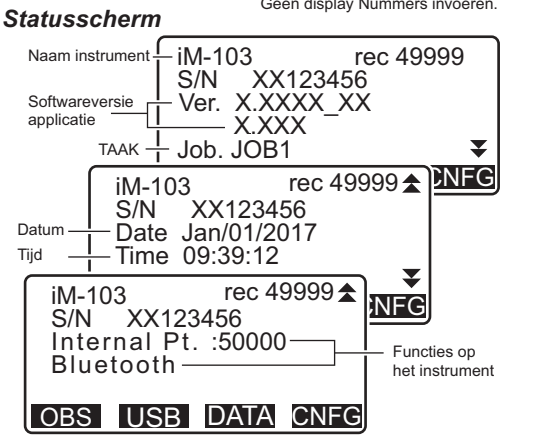 Geen display Nummers invoeren.
Statusscherm
Naam instrument
iM-103 rec 49999
S/N XX123456
Softwareversie applicatie
Ver. X.XXXX_XX
X.XXX
TAAK
Job. JOB1
CNFG
iM-103 rec 49999
S/N XX123456
Datum
Date Jan/01/2017
Tijd
Time 09:39:12
CNFG
iM-103 rec 49999
S/N XX123456
Internal Pt. :50000
Bluetooth
Functies op
het instrument
OBS USB DATA CNFG